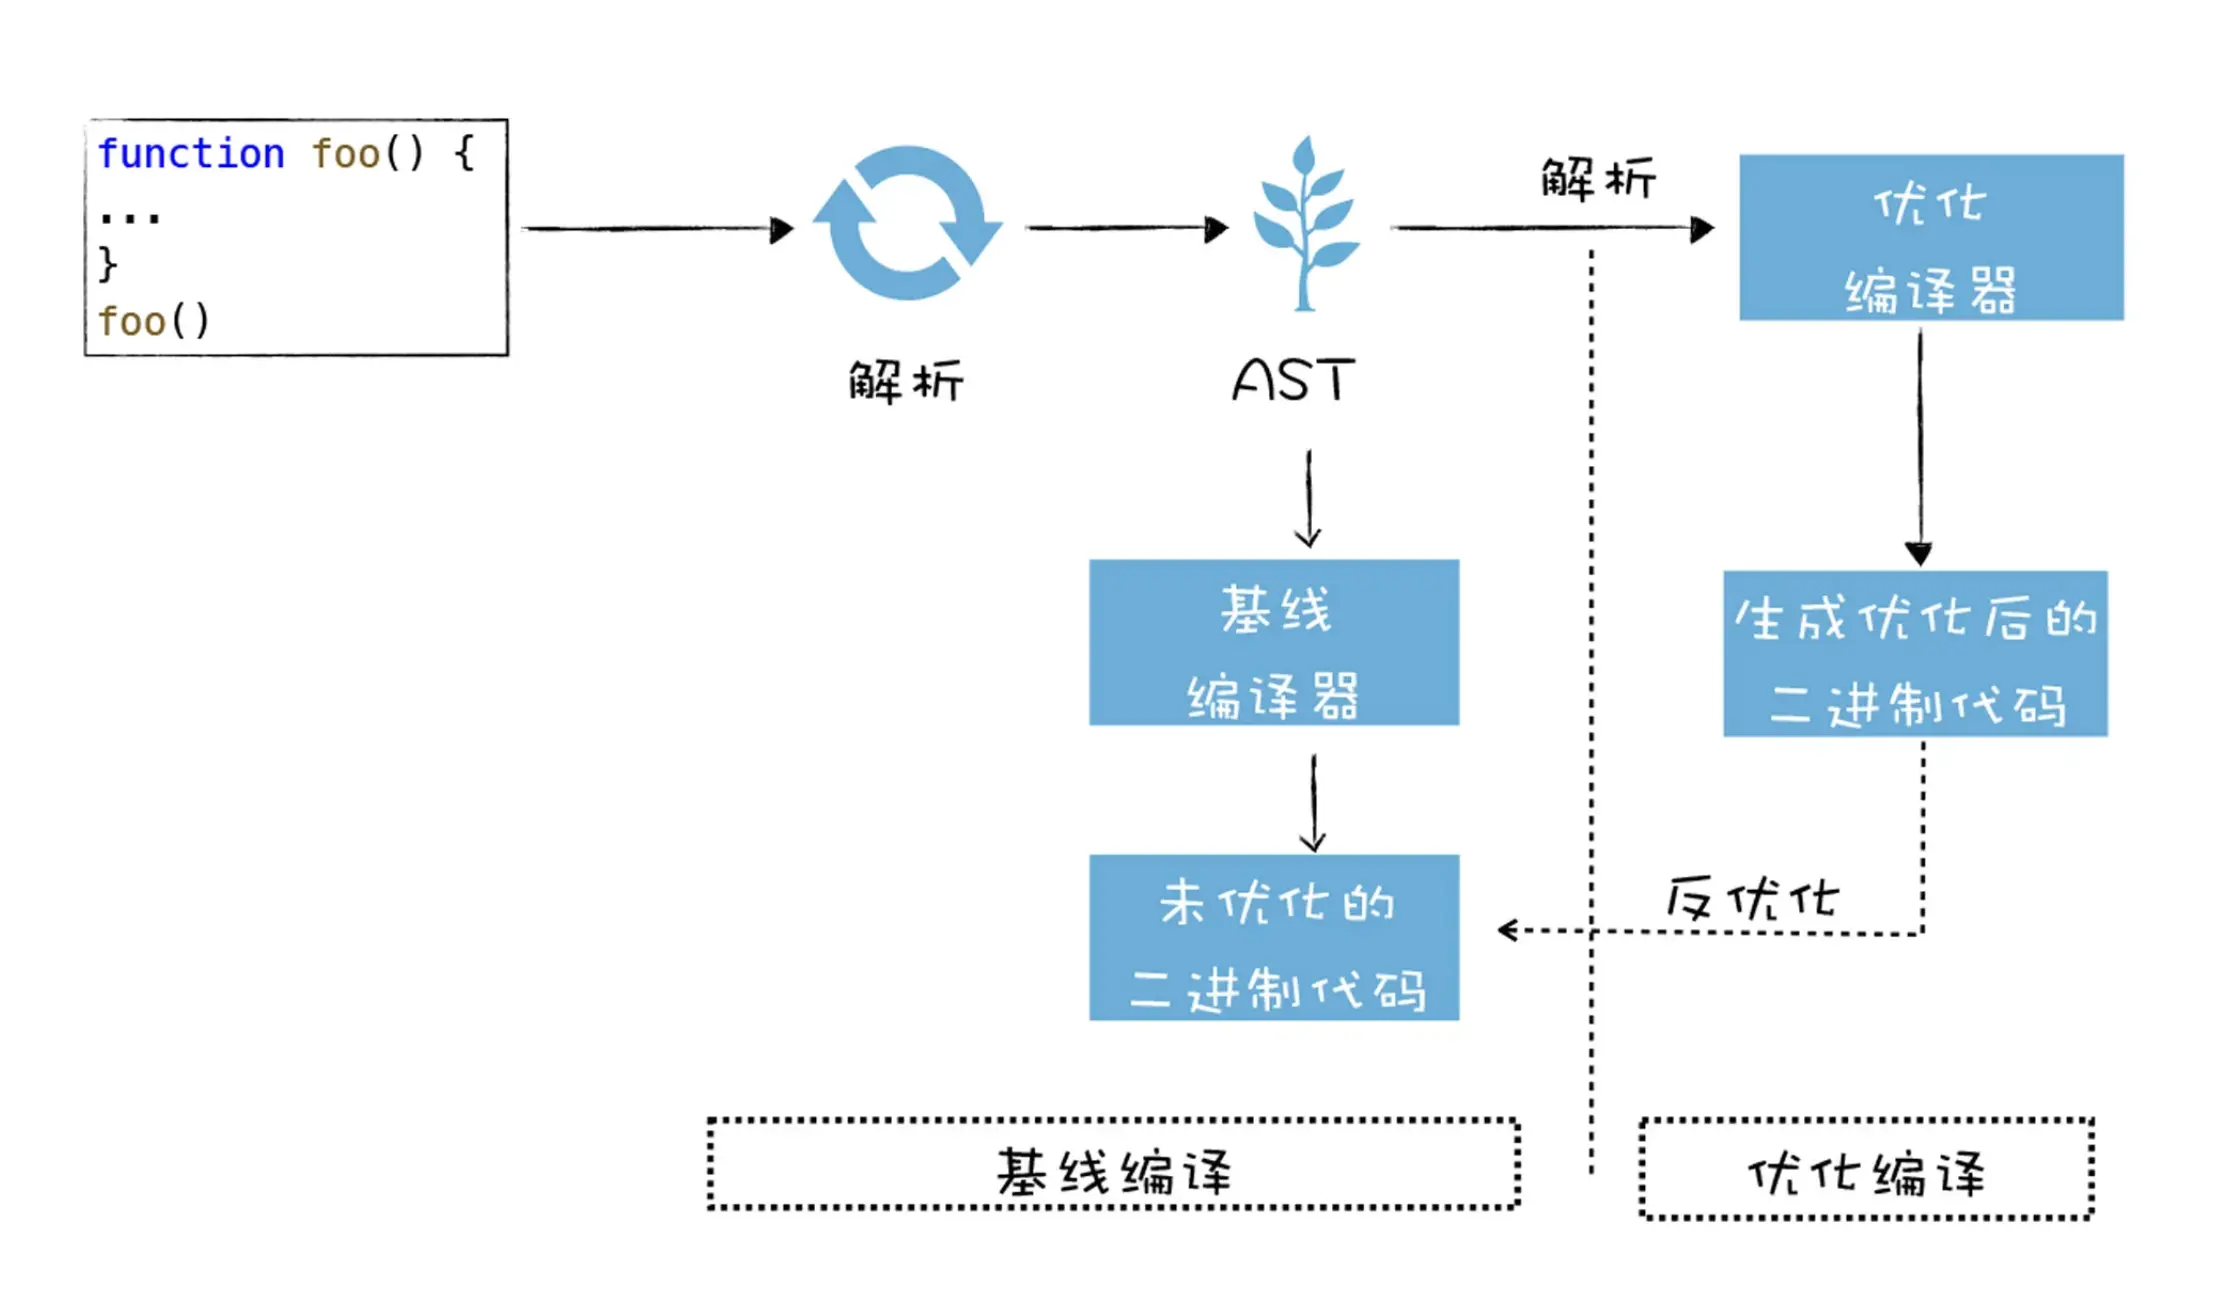 function foo() {
...
}
foo()
解析
AST
解析
优化
编译器
基线
编译器
生成优化后的
二进制代码
未优化的
二进制代码
反优化
基线编译
优化编译